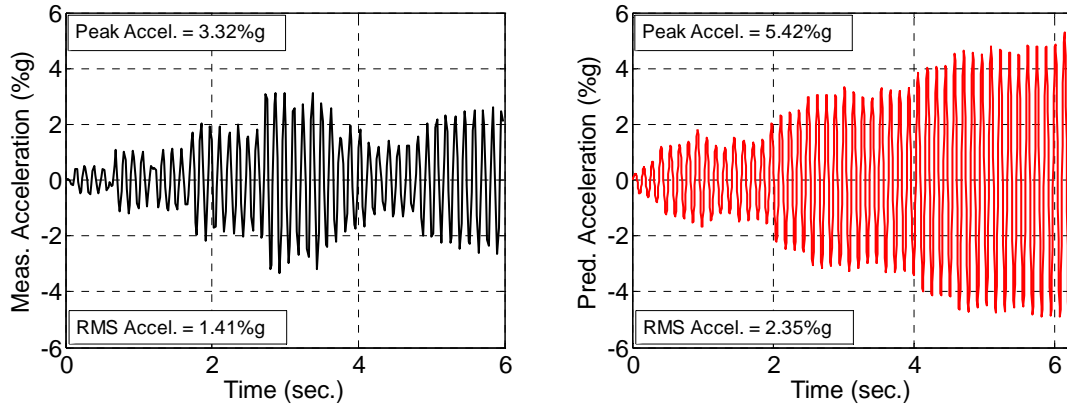 Peak Accel. = 3.32%g
RMS Accel. = 1.41%g
6
4
2
0
-2
-4
-6
0
2
4
6
Meas. Acceleration (%g)
Time (sec.)
Peak Accel. = 5.42%g
RMS Accel. = 2.35%g
6
4
2
0
-2
-4
-6
0
2
4
6
Pred. Acceleration (%g)
Time (sec.)